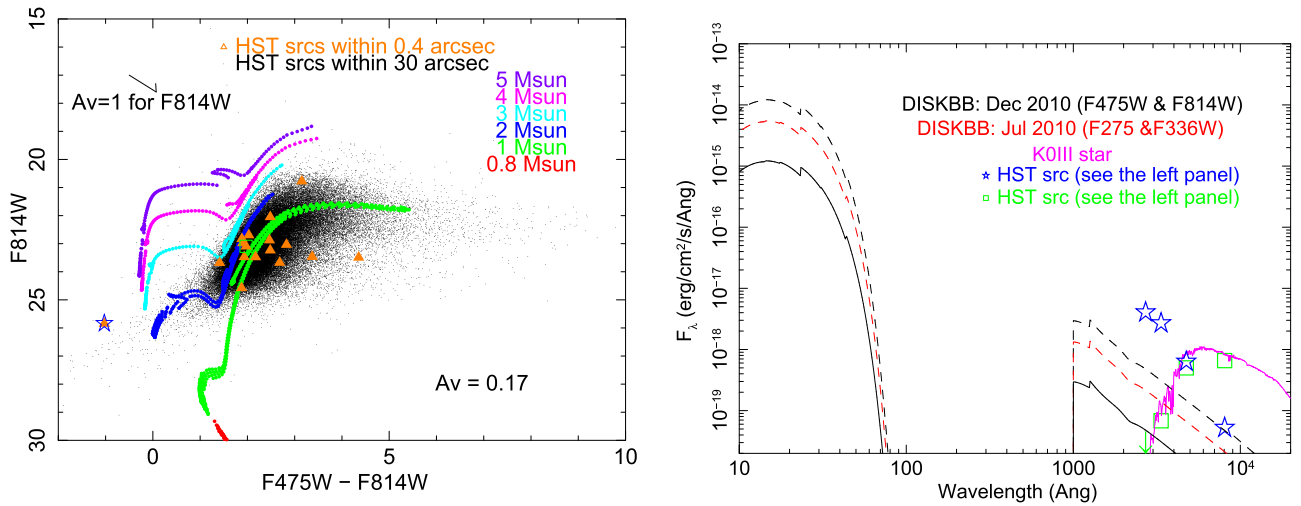 15
20
25
30
F814W
HST srcs within 0.4 arcsec
HST srcs within 30 arcsec
Av=1 for F814W
5 Msun
4 Msun
3 Msun
2 Msun
1 Msun
0.8 Msun
Av = 0.17
0 2 4 6 8 10
F475W − F814W
10⁻¹³
10⁻¹⁴
10⁻¹⁵
10⁻¹⁶
10⁻¹⁷
10⁻¹⁸
10⁻¹⁹
Fλ (erg/cm²/s/Ang)
DISKBB: Dec 2010 (F475W & F814W)
DISKBB: Jul 2010 (F275 &F336W)
K0III star
HST src (see the left panel)
HST src (see the left panel)
10 100 1000 10⁴
Wavelength (Ang)